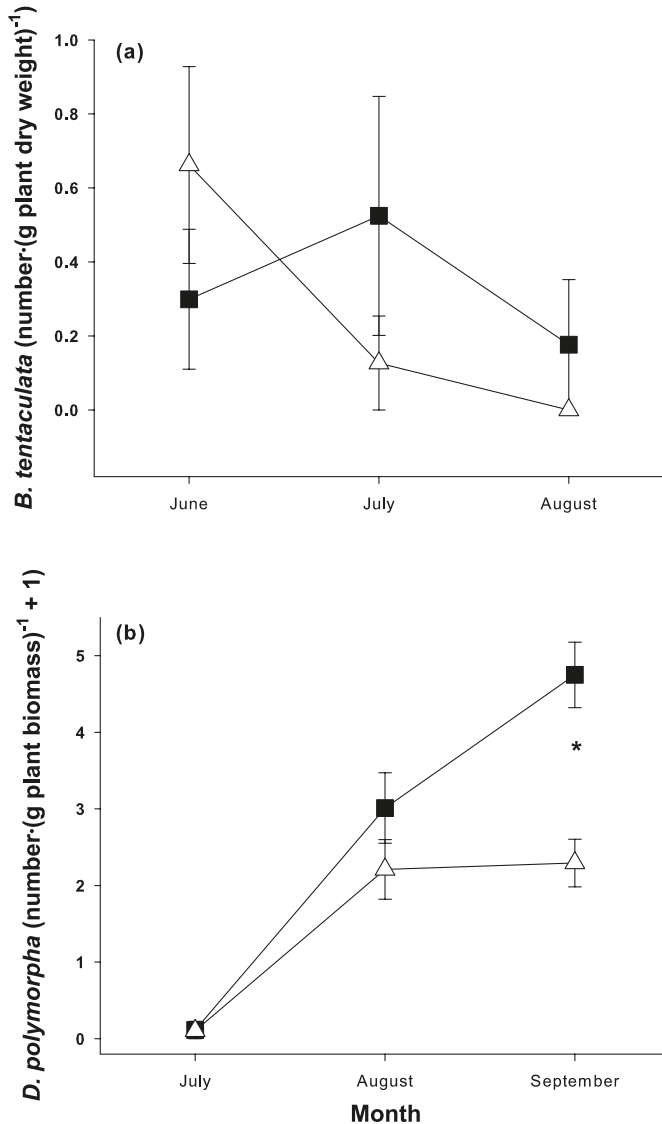 (a)
B. tentaculata (number·(g plant dry weight)⁻¹)
1.0
0.8
0.6
0.4
0.2
0.0
June July August
(b)
D. polymorpha (number·(g plant biomass)⁻¹ + 1)
5
4
3
2
1
0
*
July August September
Month